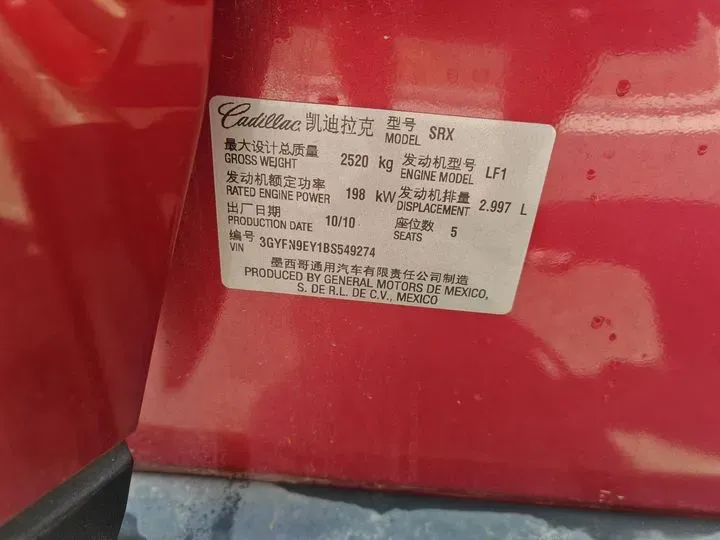 Cadillac 凯迪拉克 型号 MODEL SRX
最大设计总质量 GROSS WEIGHT 2520 kg 发动机型号 ENGINE MODEL LF1
发动机额定功率 RATED ENGINE POWER 198 kW 发动机排量 DISPLACEMENT 2.997 L
出厂日期 PRODUCTION DATE 10/10 座位数 SEATS 5
编号 VIN 3GYFN9EY1BS549274
墨西哥通用汽车有限责任公司制造
PRODUCED BY GENERAL MOTORS DE MEXICO,
S. DE R.L. DE C.V., MEXICO